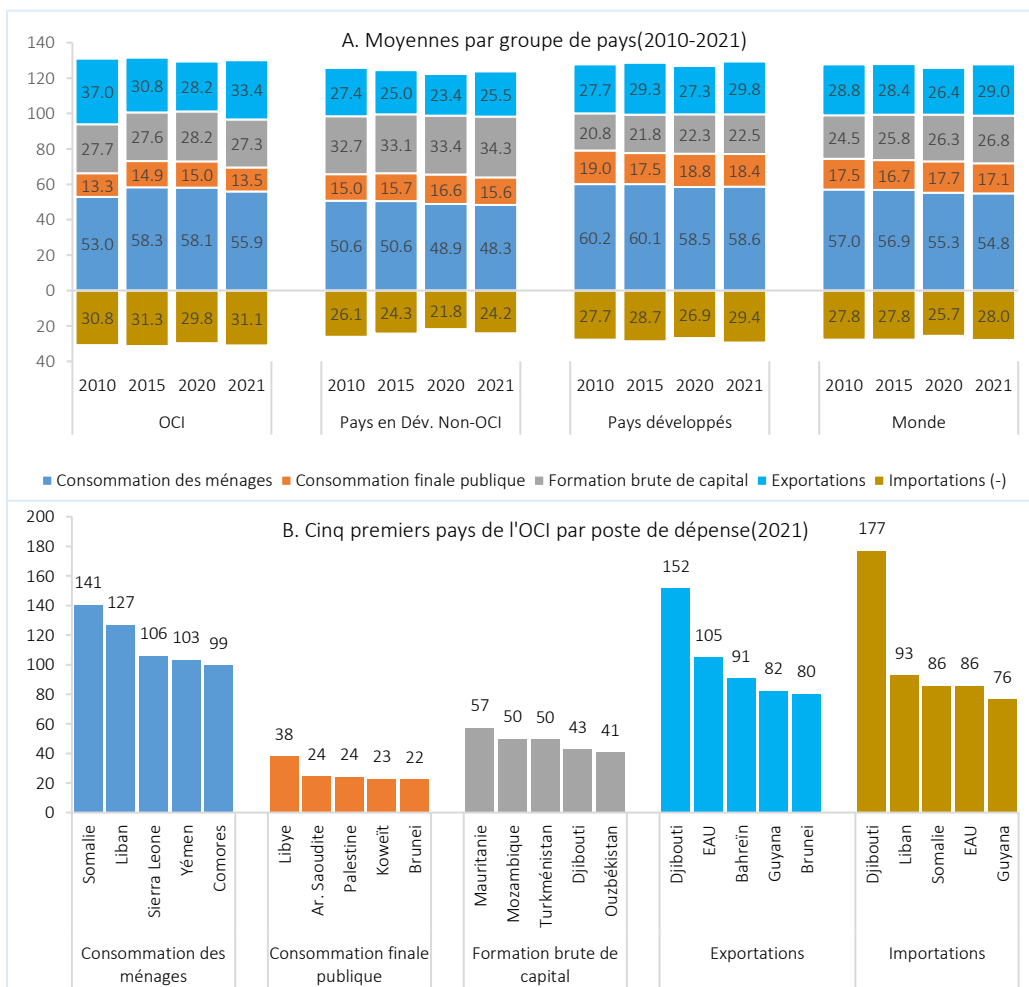 A. Moyennes par groupe de pays(2010-2021)
140
120
100
80
60
40
20
0
20
40
37.0 30.8 28.2 33.4
27.7 27.6 28.2 27.3
13.3 14.9 15.0 13.5
53.0 58.3 58.1 55.9
30.8 31.3 29.8 31.1
27.4 25.0 23.4 25.5
32.7 33.1 33.4 34.3
15.0 15.7 16.6 15.6
50.6 50.6 48.9 48.3
26.1 24.3 21.8 24.2
27.7 29.3 27.3 29.8
20.8 21.8 22.3 22.5
19.0 17.5 18.8 18.4
60.2 60.1 58.5 58.6
27.7 28.7 26.9 29.4
28.8 28.4 26.4 29.0
24.5 25.8 26.3 26.8
17.5 16.7 17.7 17.1
57.0 56.9 55.3 54.8
27.8 27.8 25.7 28.0
2010 2015 2020 2021 2010 2015 2020 2021 2010 2015 2020 2021 2010 2015 2020 2021
OCI Pays en Dév. Non-OCI Pays développés Monde
Consommation des ménages Consommation finale publique Formation brute de capital Exportations Importations (-)
B. Cinq premiers pays de l'OCI par poste de dépense(2021)
200
180
160
140
120
100
80
60
40
20
0
141 127 106 103 99
38 24 24 23 22
57 50 50 43 41
152 105 91 82 80
177 93 86 86 76
Somalie
Liban
Sierra Leone
Yémen
Comores
Libye
Ar. Saoudite
Palestine
Koweït
Brunei
Mauritanie
Mozambique
Turkménistan
Djibouti
Ouzbékistan
Djibouti
EAU
Bahreïn
Guyana
Brunei
Djibouti
Liban
Somalie
EAU
Guyana
Consommation des
ménages
Consommation finale
publique
Formation brute de
capital
Exportations
Importations